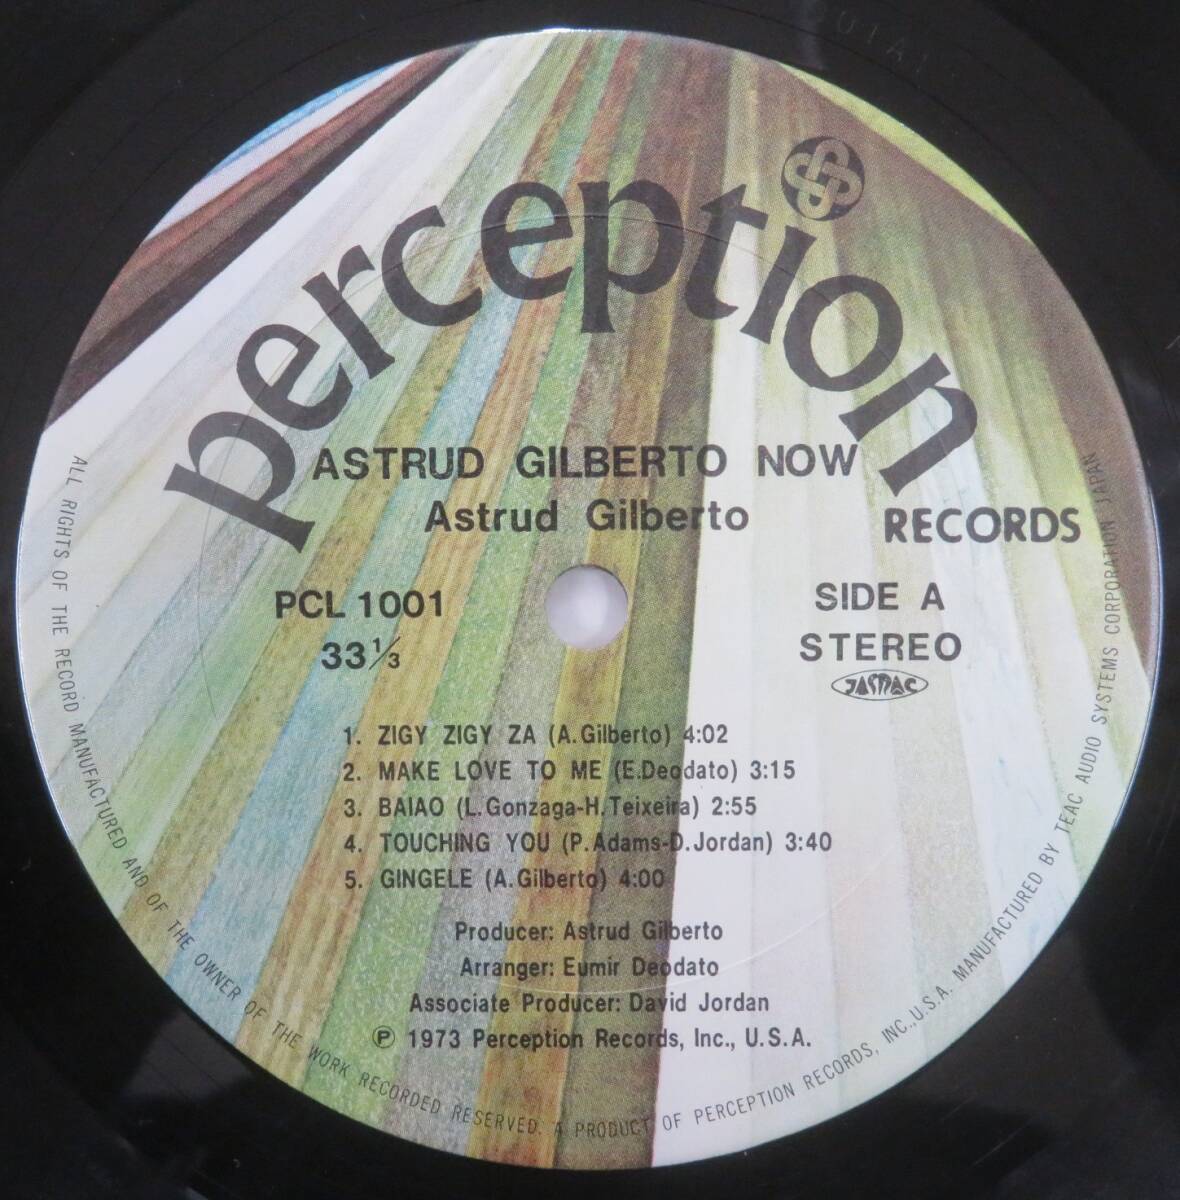 perception
ASTRUD GILBERTO NOW
Astrud Gilberto
RECORDS
PCL 1001
33 1/3
SIDE A
STEREO
JASRAC
1. ZIGY ZIGY ZA (A.Gilberto) 4:02
2. MAKE LOVE TO ME (E.Deodato) 3:15
3. BAIAO (L.Gonzaga-H.Teixeira) 2:55
4. TOUCHING YOU (P.Adams-D.Jordan) 3:40
5. GINGELE (A.Gilberto) 4:00
Producer: Astrud Gilberto
Arranger: Eumir Deodato
Associate Producer: David Jordan
Ⓟ 1973 Perception Records, Inc., U.S.A.
ALL RIGHTS OF THE RECORD MANUFACTURED AND OF THE OWNER OF THE WORK RECORDED RESERVED. A PRODUCT OF PERCEPTION RECORDS, INC., U.S.A. MANUFACTURED BY TEAC AUDIO SYSTEMS CORPORATION JAPAN